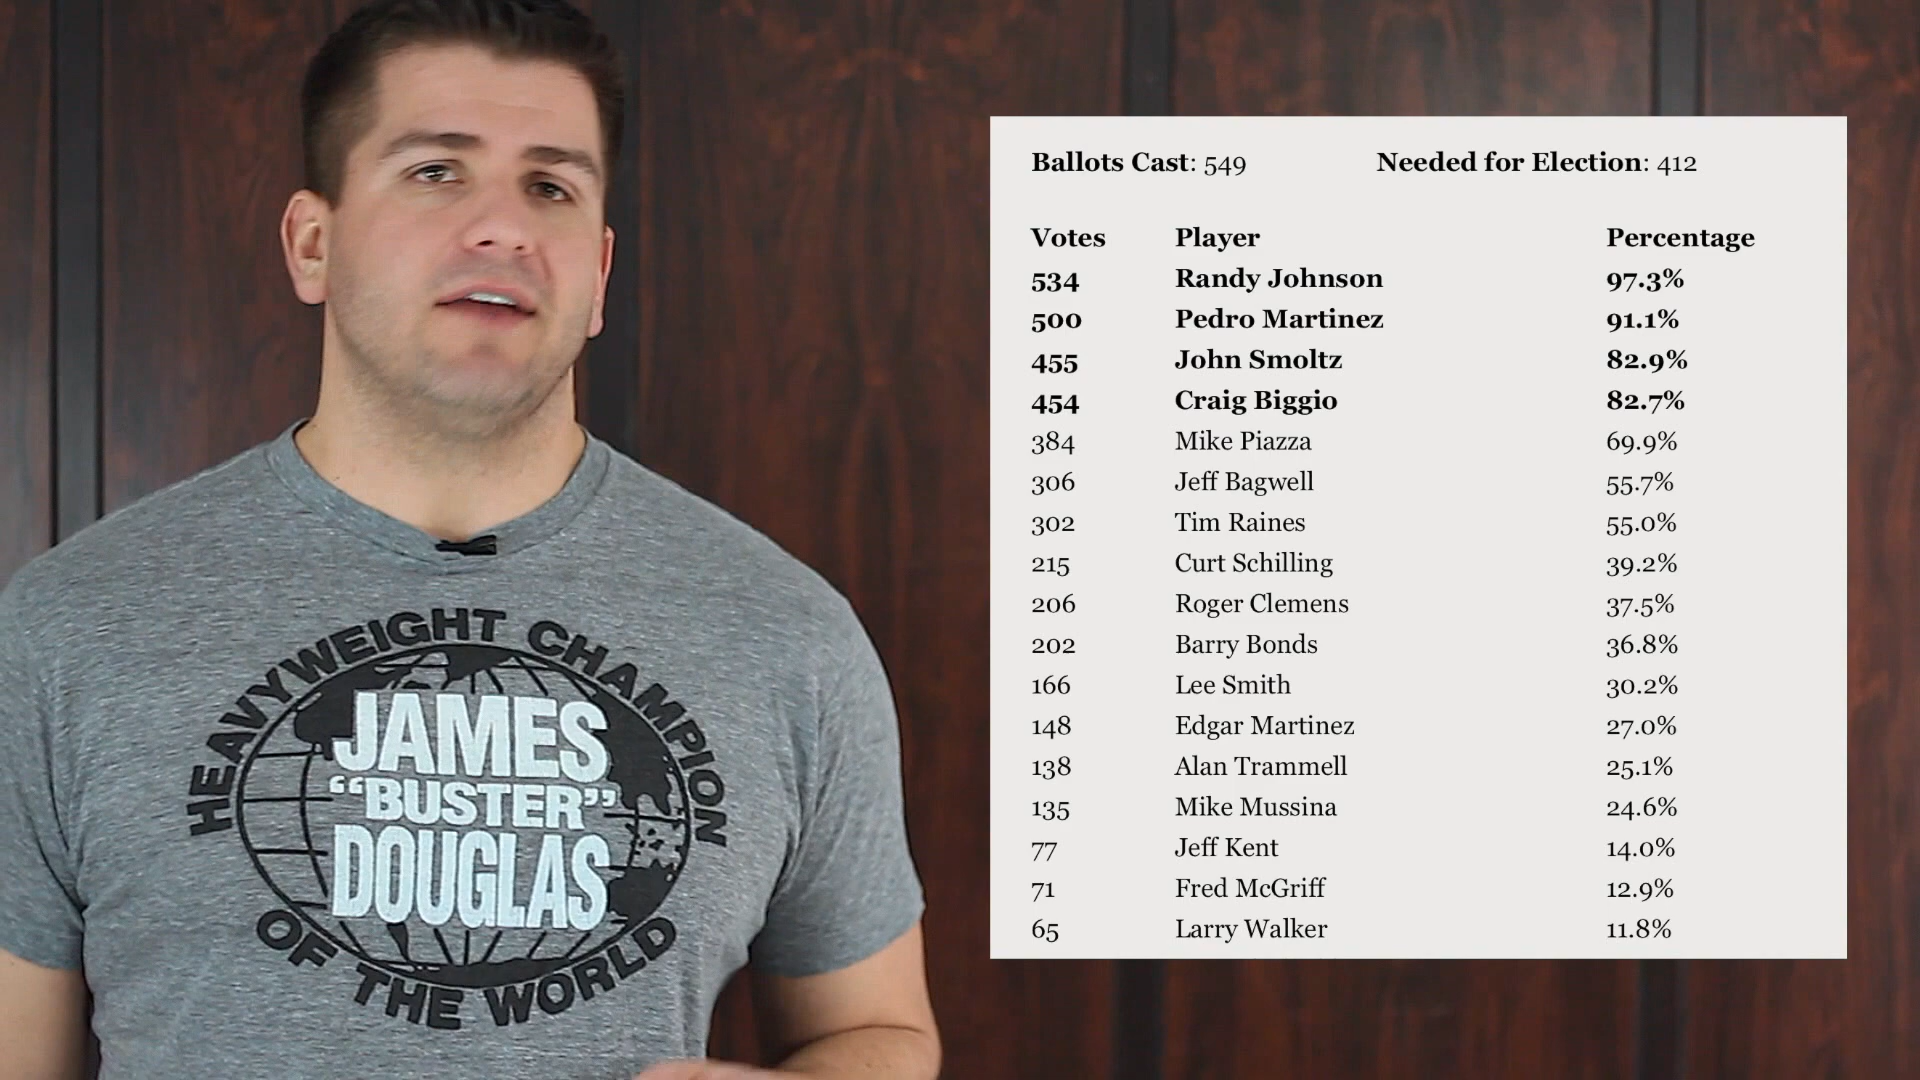 HEAVYWEIGHT CHAMPION
JAMES
“BUSTER”
DOUGLAS
OF THE WORLD
Ballots Cast: 549 Needed for Election: 412
Votes Player Percentage
534 Randy Johnson 97.3%
500 Pedro Martinez 91.1%
455 John Smoltz 82.9%
454 Craig Biggio 82.7%
384 Mike Piazza 69.9%
306 Jeff Bagwell 55.7%
302 Tim Raines 55.0%
215 Curt Schilling 39.2%
206 Roger Clemens 37.5%
202 Barry Bonds 36.8%
166 Lee Smith 30.2%
148 Edgar Martinez 27.0%
138 Alan Trammell 25.1%
135 Mike Mussina 24.6%
77 Jeff Kent 14.0%
71 Fred McGriff 12.9%
65 Larry Walker 11.8%